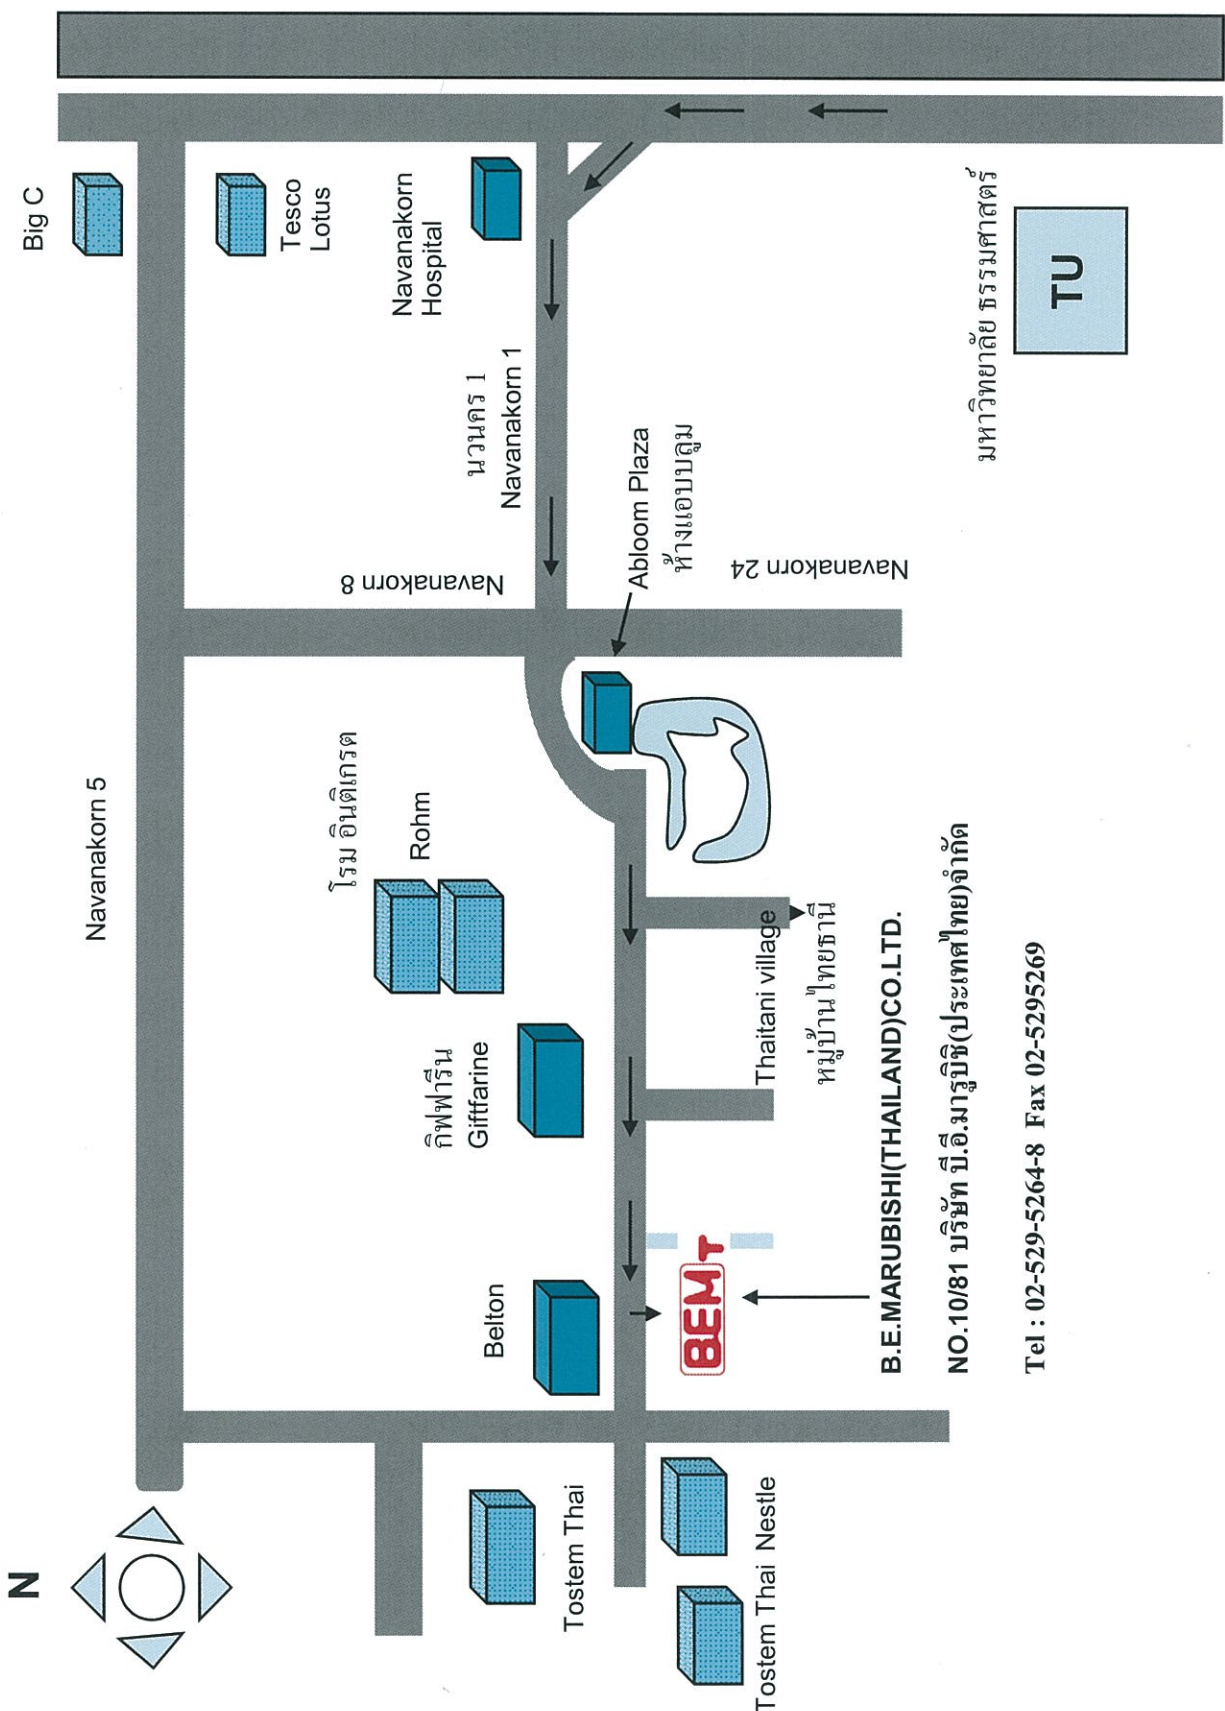 N
Navanakorn 5
Big C
Tesco
Lotus
Navanakorn
Hospital
นวนคร 1
Navanakorn 1
Navanakorn 8
Navanakorn 24
Abloom Plaza
ห้างแอบบลูม
มหาวิทยาลัย ธรรมศาสตร์
TU
โรม อินติเกรต
Rohm
กิฟฟารีน
Giftfarine
Belton
Thaitani village
หมู่บ้านไทยธานี
Tostem Thai
Tostem Thai Nestle
BEMT
B.E.MARUBISHI(THAILAND)CO.LTD.
NO.10/81 บริษัท บี.อี.มารูบิชิ(ประเทศไทย)จำกัด
Tel : 02-529-5264-8 Fax 02-5295269